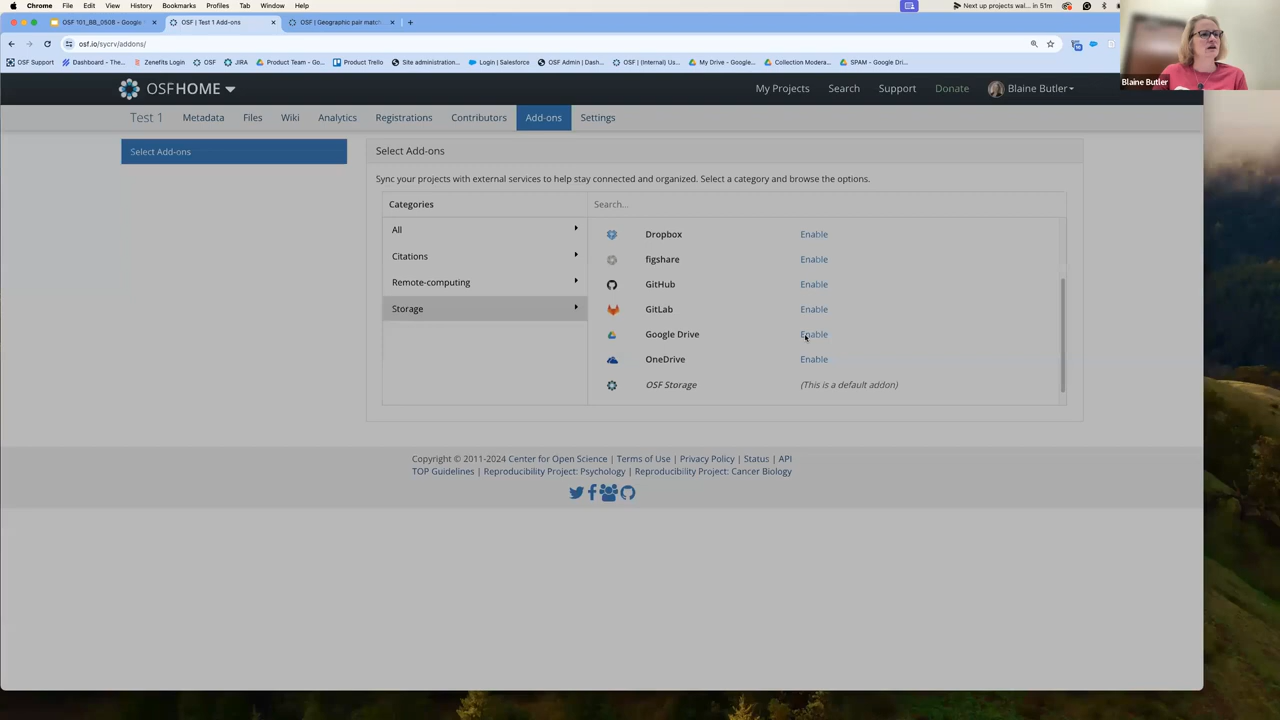 Chrome File Edit View History Bookmarks Profiles Tab Window Help Next up projects wal... in 51m
OSF 101_BB_0508 - Google OSF | Test 1 Add-ons OSF | Geographic pair match
osf.io/sycrv/addons/
OSF Support Dashboard - The... Zenefits Login OSF JIRA Product Team - Go... Product Trello Site administration... Login | Salesforce OSF Admin | Dash... OSF | (Internal) Us... My Drive - Google... Collection Modera... SPAM - Google Dri...
Blaine Butler
OSFHOME My Projects Search Support Donate Blaine Butler
Test 1 Metadata Files Wiki Analytics Registrations Contributors Add-ons Settings
Select Add-ons
Select Add-ons
Sync your projects with external services to help stay connected and organized. Select a category and browse the options.
Categories
Search...
All
Citations
Remote-computing
Storage
Dropbox Enable
figshare Enable
GitHub Enable
GitLab Enable
Google Drive Enable
OneDrive Enable
OSF Storage (This is a default addon)
Copyright © 2011-2024 Center for Open Science | Terms of Use | Privacy Policy | Status | API
TOP Guidelines | Reproducibility Project: Psychology | Reproducibility Project: Cancer Biology